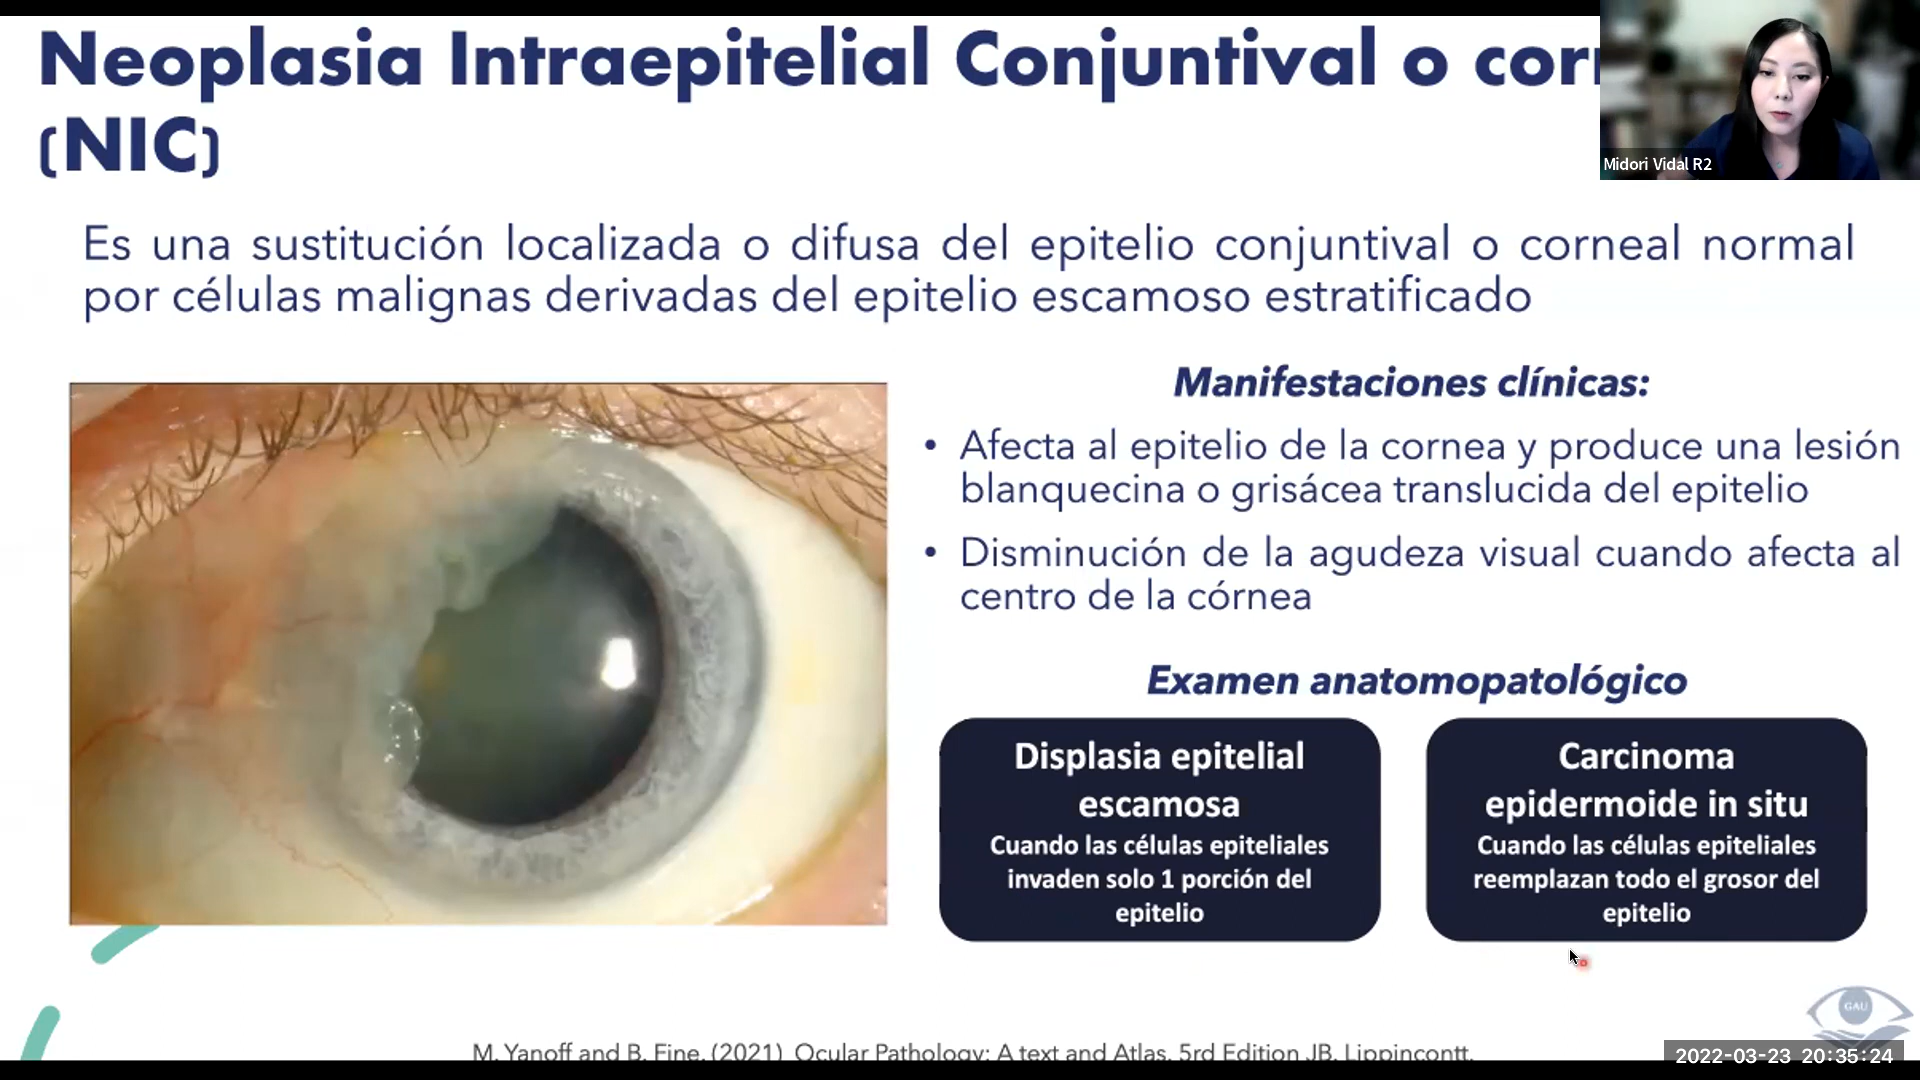 Neoplasia Intraepitelial Conjuntival o
(NIC)
Midori Vidal R2
Es una sustitución localizada o difusa del epitelio conjuntival o corneal normal
por células malignas derivadas del epitelio escamoso estratificado
Manifestaciones clínicas:
• Afecta al epitelio de la cornea y produce una lesión
blanquecina o grisácea translucida del epitelio
• Disminución de la agudeza visual cuando afecta al
centro de la córnea
Examen anatomopatológico
Displasia epitelial
escamosa
Cuando las células epiteliales
invaden solo 1 porción del
epitelio
Carcinoma
epidermoide in situ
Cuando las células epiteliales
reemplazan todo el grosor del
epitelio
GAU
M. Yanoff and B. Fine. (2021) Ocular Pathology: A text and Atlas. 5rd Edition JB. Lippincontt.
2022-03-23 20:35:24